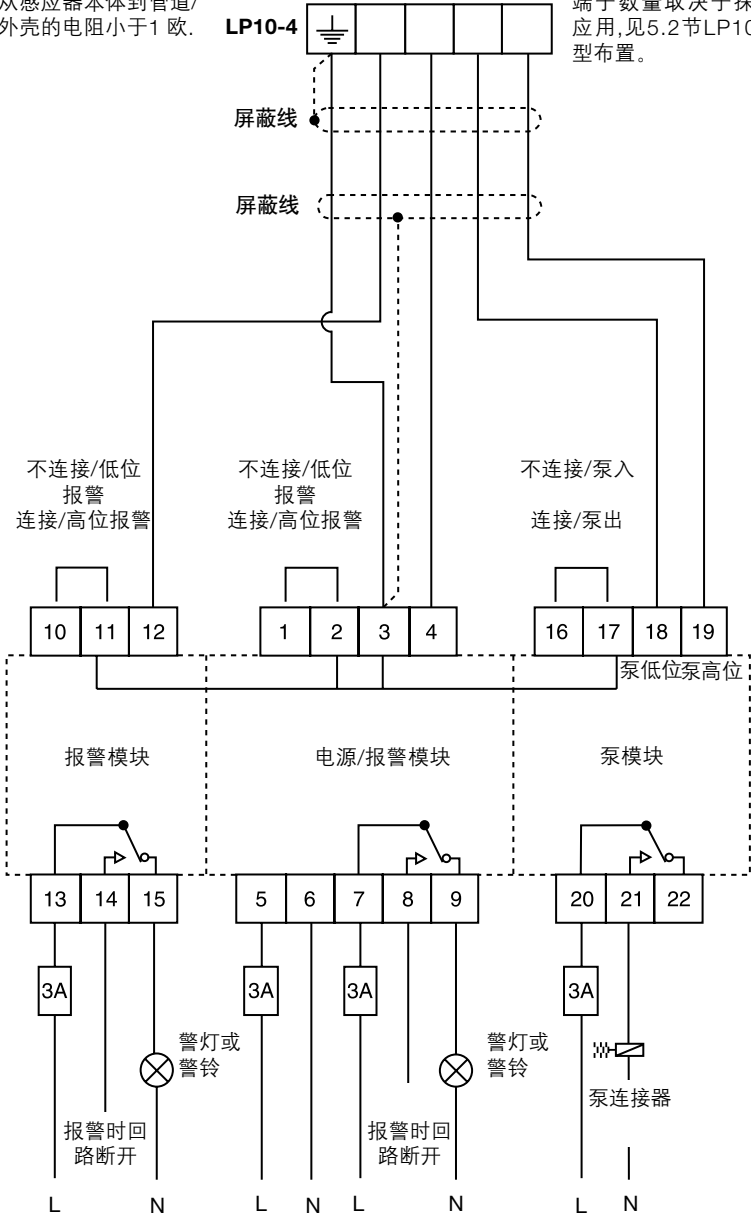 从感应器本体到管道/
外壳的电阻小于1 欧.
LP10-4
端子数量取决于探
应用,见5.2节LP10
型布置。
屏蔽线
屏蔽线
不连接/低位
报警
连接/高位报警
不连接/低位
报警
连接/高位报警
不连接/泵入
连接/泵出
10 11 12
1 2 3 4
16 17 18 19
泵低位 泵高位
报警模块
电源/报警模块
泵模块
13 14 15
5 6 7 8 9
20 21 22
3A
3A
3A
3A
警灯或
警铃
警灯或
警铃
泵连接器
报警时回
路断开
报警时回
路断开
L N
L N L N
L N